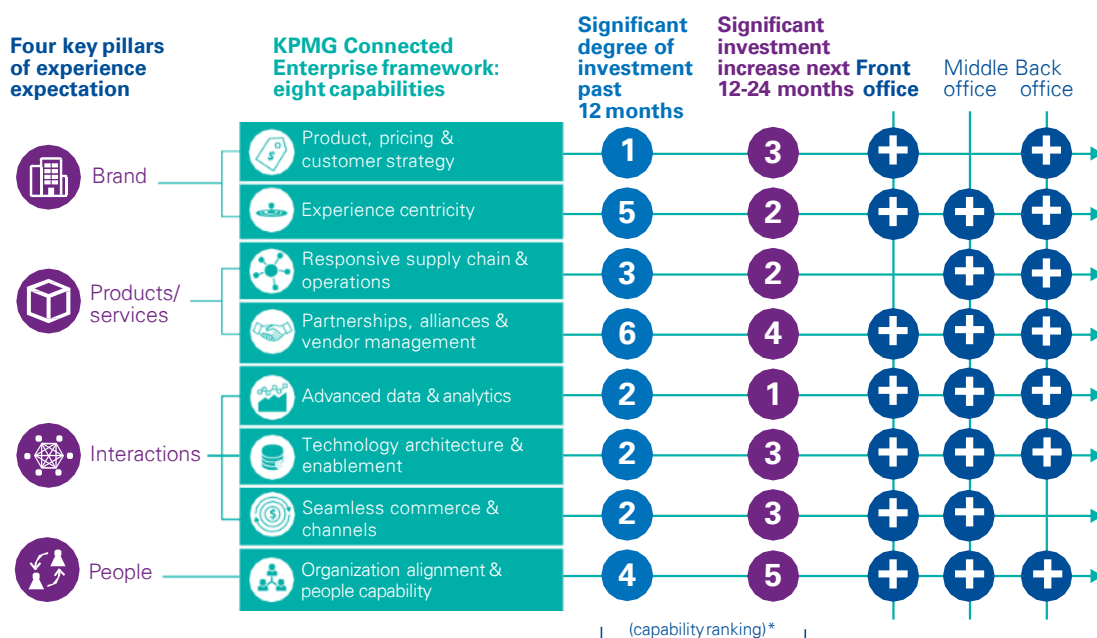 Four key pillars
of experience
expectation
KPMG Connected
Enterprise framework:
eight capabilities
Significant
degree of
investment
past
12 months
Significant
investment
increase next
12-24 months
Front
office
Middle
office
Back
office
Brand
Product, pricing &
customer strategy
1
3
Experience centricity
5
2
Products/
services
Responsive supply chain &
operations
3
2
Partnerships, alliances &
vendor management
6
4
Interactions
Advanced data & analytics
2
1
Technology architecture &
enablement
2
3
Seamless commerce &
channels
2
3
People
Organization alignment &
people capability
4
5
(capability ranking)*